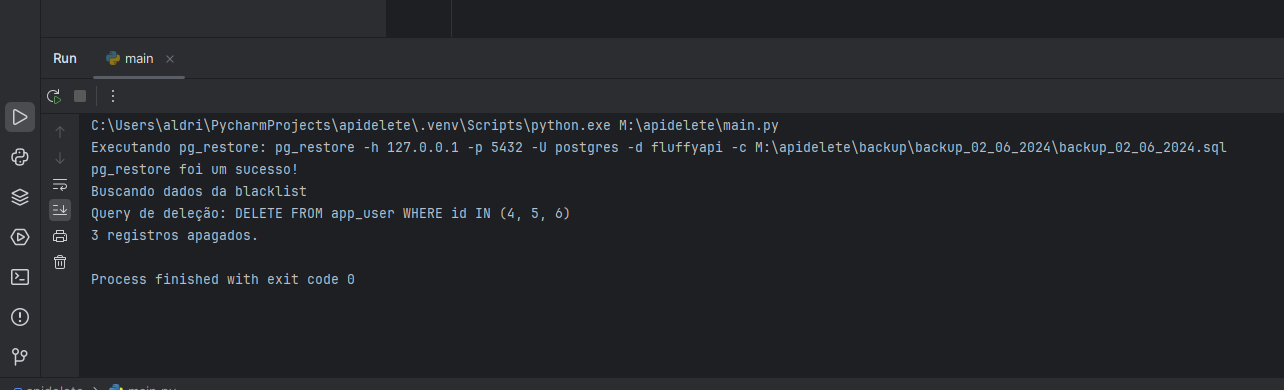 Run
main
C:\Users\aldri\PycharmProjects\apidelete\.venv\Scripts\python.exe M:\apidelete\main.py
Executando pg_restore: pg_restore -h 127.0.0.1 -p 5432 -U postgres -d fluffyapi -c M:\apidelete\backup\backup_02_06_2024\backup_02_06_2024.sql
pg_restore foi um sucesso!
Buscando dados da blacklist
Query de deleção: DELETE FROM app_user WHERE id IN (4, 5, 6)
3 registros apagados.
Process finished with exit code 0
apidelete > main.py